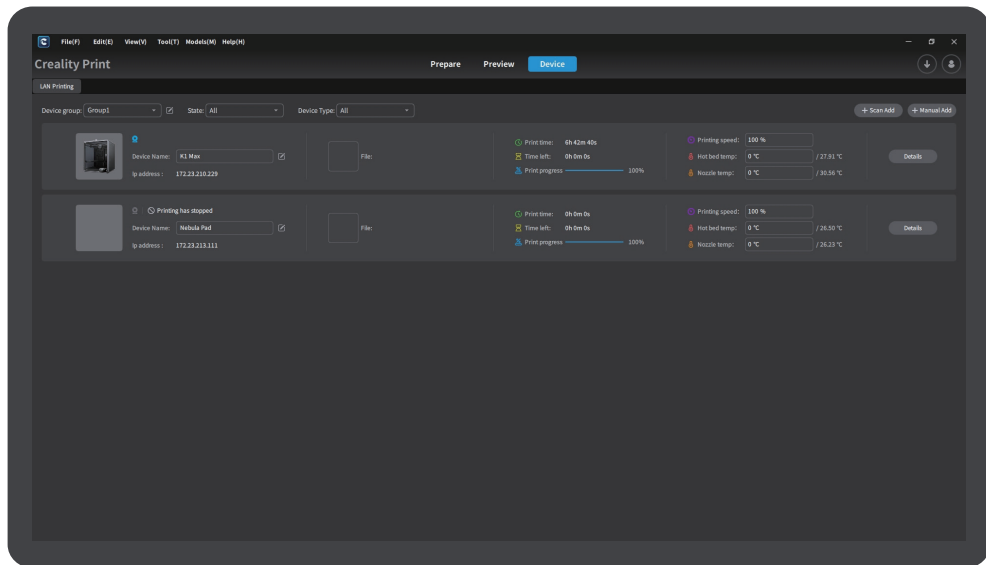 File(F) Edit(E) View(V) Tool(T) Models(M) Help(H)
Creality Print Prepare Preview Device
LAN Printing
Device group: Group1 State: All Device Type: All + Scan Add + Manual Add
Print time: 6h 42m 40s Printing speed: 100 %
Device Name: K1 Max File: Time left: 0h 0m 0s Hot bed temp: 0 °C / 27.91 °C Details
Ip address : 172.23.210.229 Print progress 100% Nozzle temp: 0 °C / 30.56 °C
Printing has stopped Print time: 0h 0m 0s Printing speed: 100 %
Device Name: Nebula Pad File: Time left: 0h 0m 0s Hot bed temp: 0 °C / 26.50 °C Details
Ip address : 172.23.213.111 Print progress 100% Nozzle temp: 0 °C / 26.23 °C